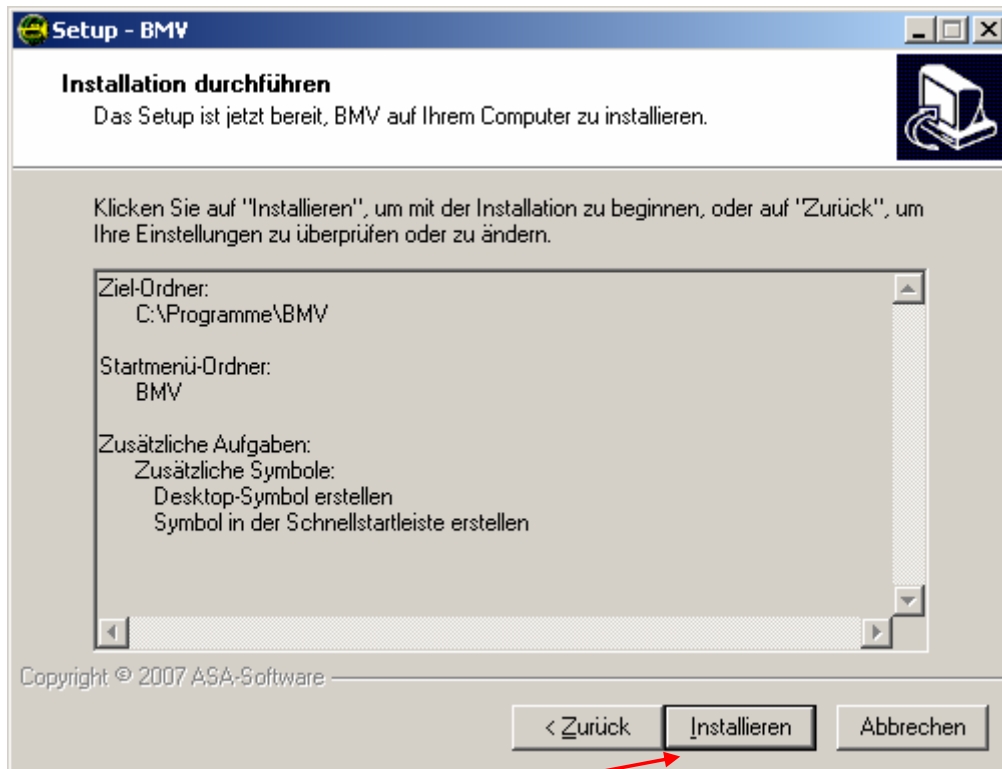 Setup - BMV
Installation durchführen
Das Setup ist jetzt bereit, BMV auf Ihrem Computer zu installieren.
Klicken Sie auf "Installieren", um mit der Installation zu beginnen, oder auf "Zurück", um
Ihre Einstellungen zu überprüfen oder zu ändern.
Ziel-Ordner:
C:\Programme\BMV
Startmenü-Ordner:
BMV
Zusätzliche Aufgaben:
Zusätzliche Symbole:
Desktop-Symbol erstellen
Symbol in der Schnellstartleiste erstellen
Copyright © 2007 ASA-Software
< Zurück Installieren Abbrechen